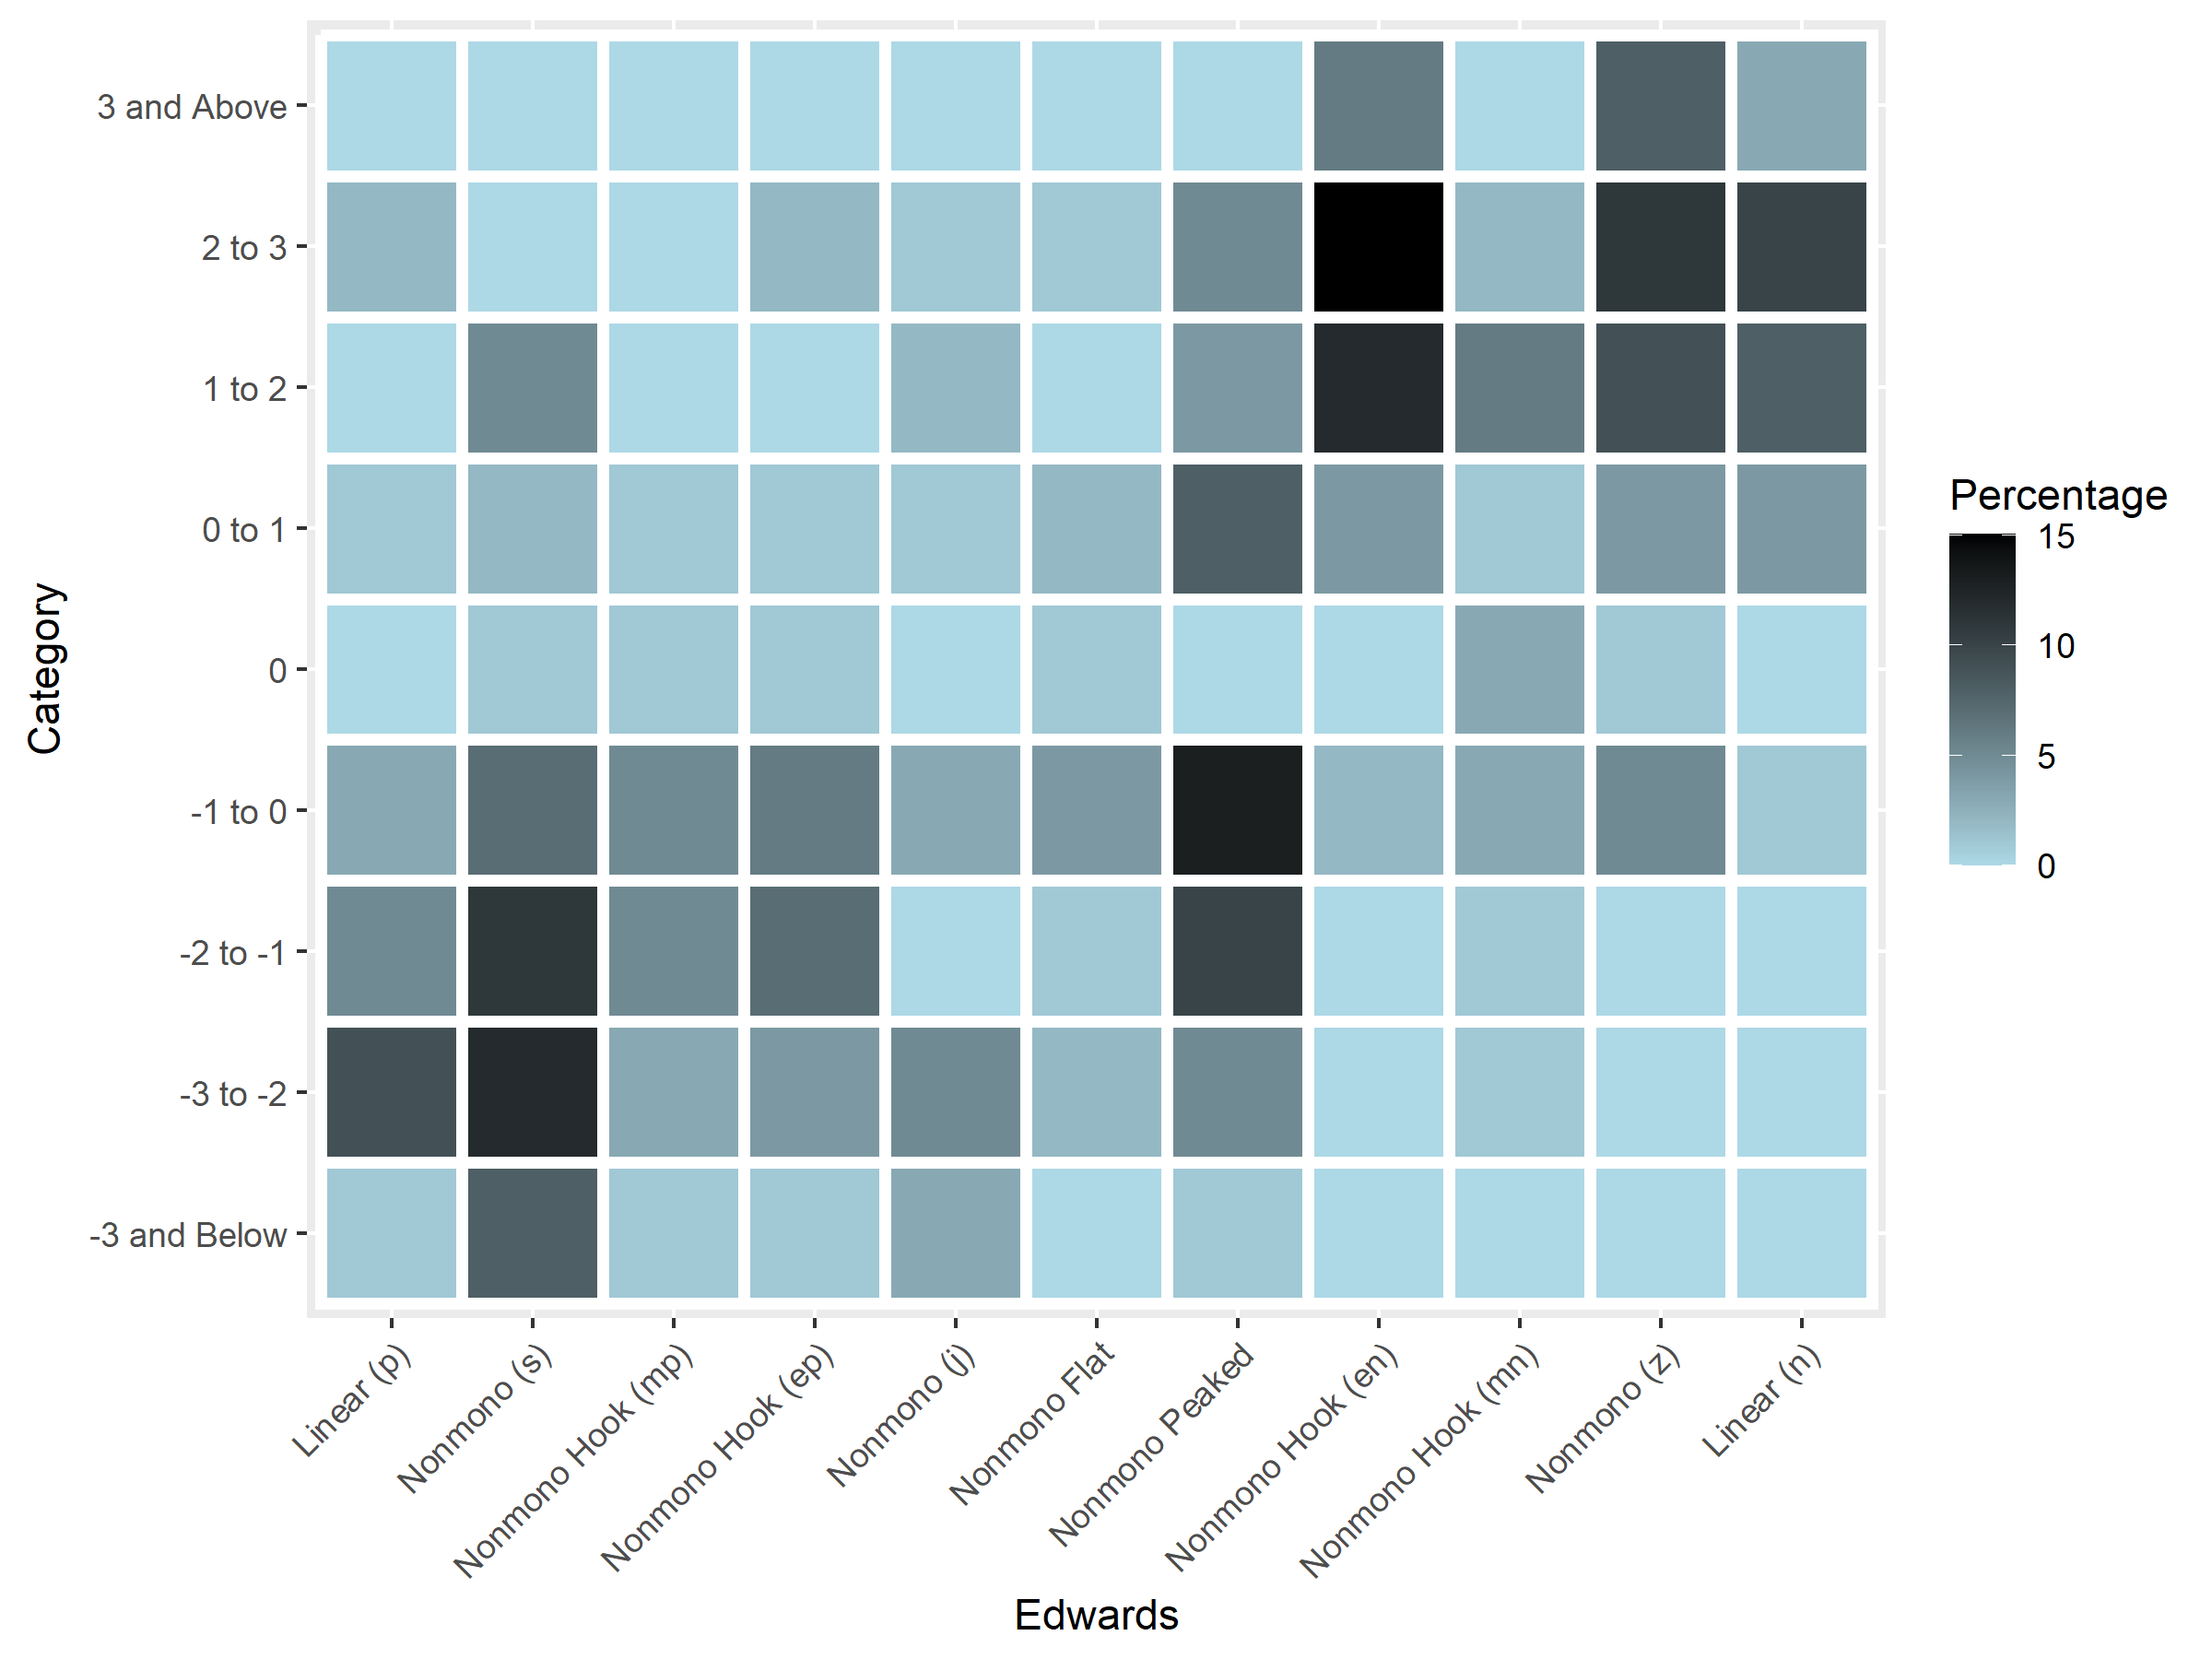 3 and Above
2 to 3
1 to 2
0 to 1
0
-1 to 0
-2 to -1
-3 to -2
-3 and Below
Category
Linear (p)
Nonmono (s)
Nonmono Hook (mp)
Nonmono Hook (ep)
Nonmono (j)
Nonmono Flat
Nonmono Peaked
Nonmono Hook (en)
Nonmono Hook (mn)
Nonmono (z)
Linear (n)
Edwards
Percentage
15
10
5
0